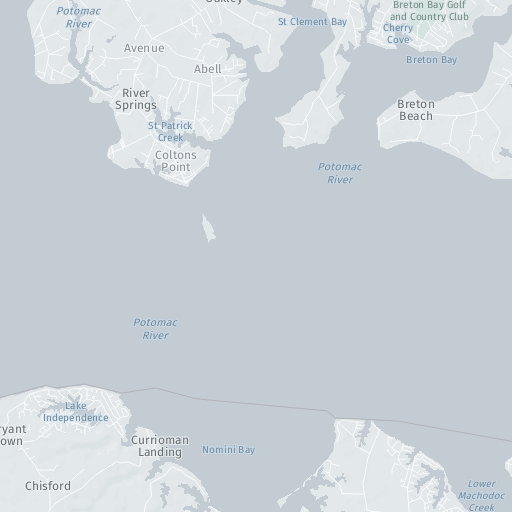 Potomac
River
Breton Bay Golf
and Country Club
St Clement Bay
Cherry
Cove
Avenue
Breton Bay
Abell
River
Springs
Breton
Beach
St Patrick
Creek
Coltons
Point
Potomac
River
Potomac
River
Lake
Independence
Currioman
Landing
Nomini Bay
Chisford
Lower
Machodoc
Creek